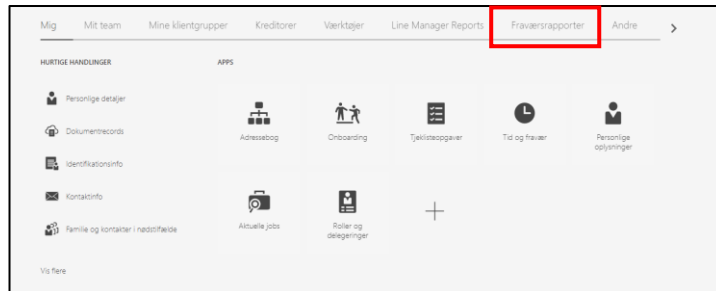 Mig Mit team Mine klientgrupper Kreditorer Værktøjer Line Manager Reports Fraværsrapporter Andre
HURTIGE HANDLINGER
Personlige detaljer
Dokumentrecords
Identifikationsinfo
Kontaktinfo
Familie og kontakter i nødstilfælde
Vis flere
APPS
Adressebog
Onboarding
Tjeklisteopgaver
Tid og fravær
Personlige
oplysninger
Aktuelle jobs
Roller og
delegeringer